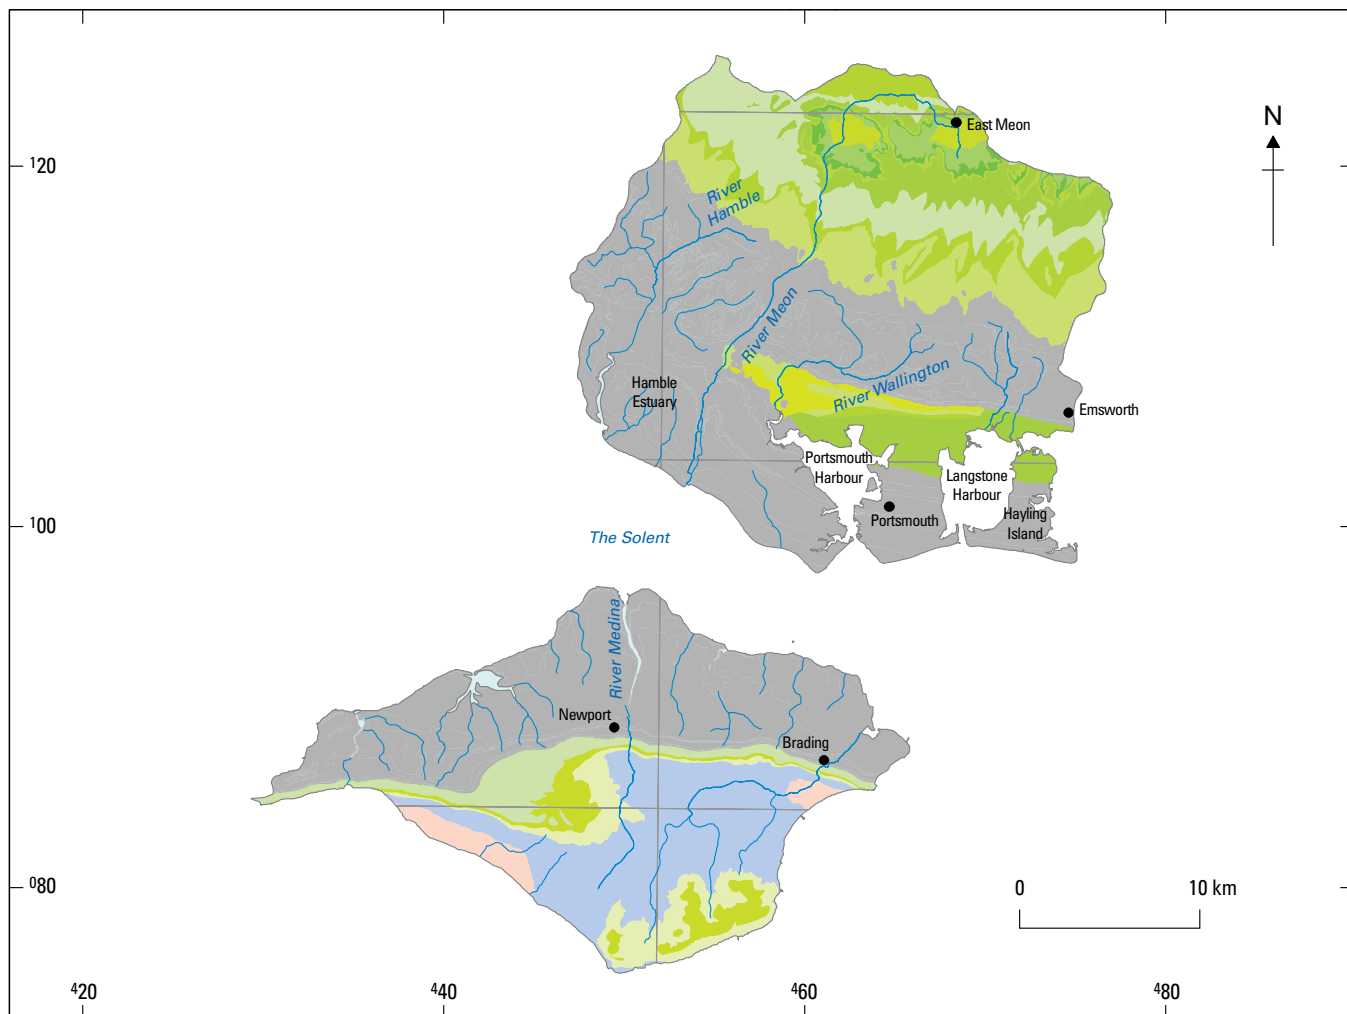 N
East Meon
120
River
Hamble
River Meon
River Wallington
Hamble
Estuary
Emsworth
Portsmouth
Harbour
Langstone
Harbour
Portsmouth
Hayling
Island
100
The Solent
River Medina
Newport
Brading
080
0 10 km
⁴20 ⁴40 ⁴60 ⁴80